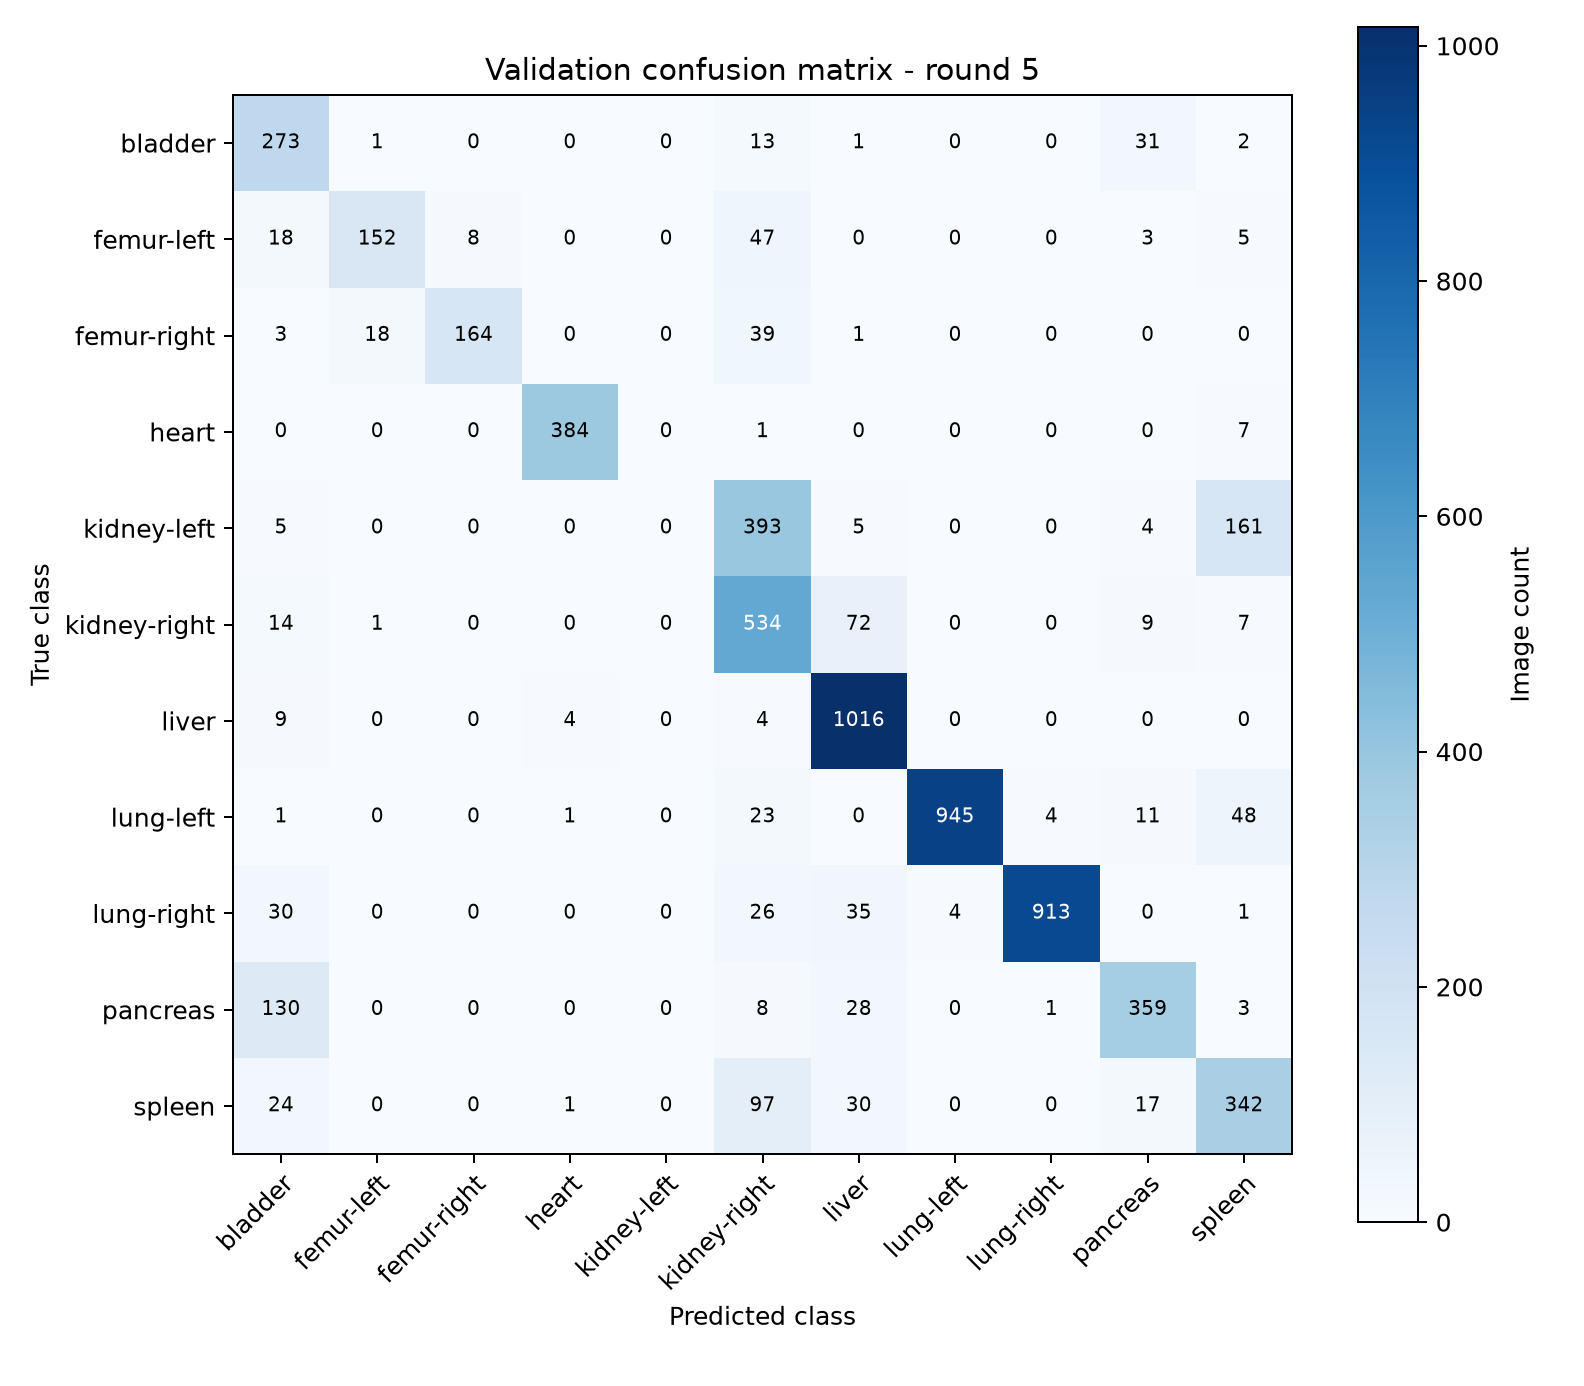 Validation confusion matrix - round 5
bladder 273 1 0 0 0 13 1 0 0 31 2
femur-left 18 152 8 0 0 47 0 0 0 3 5
femur-right 3 18 164 0 0 39 1 0 0 0 0
heart 0 0 0 384 0 1 0 0 0 0 7
kidney-left 5 0 0 0 0 393 5 0 0 4 161
kidney-right 14 1 0 0 0 534 72 0 0 9 7
liver 9 0 0 4 0 4 1016 0 0 0 0
lung-left 1 0 0 1 0 23 0 945 4 11 48
lung-right 30 0 0 0 0 26 35 4 913 0 1
pancreas 130 0 0 0 0 8 28 0 1 359 3
spleen 24 0 0 1 0 97 30 0 0 17 342
bladder femur-left femur-right heart kidney-left kidney-right liver lung-left lung-right pancreas spleen
Predicted class
True class
1000
800
600
400
200
0
Image count